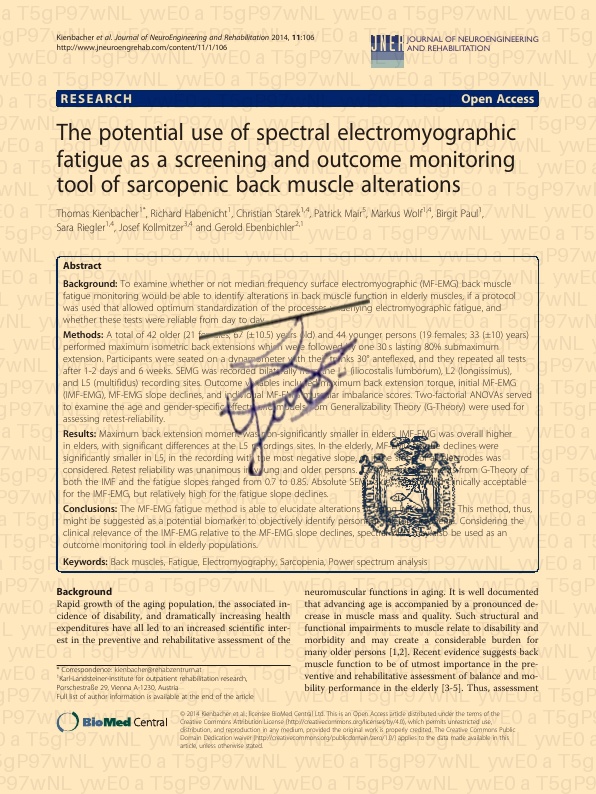 Kienbacher et al. Journal of NeuroEngineering and Rehabilitation 2014, 11:106
http://www.jneuroengrehab.com/content/11/1/106
JNER JOURNAL OF NEUROENGINEERING
AND REHABILITATION
RESEARCH Open Access
The potential use of spectral electromyographic
fatigue as a screening and outcome monitoring
tool of sarcopenic back muscle alterations
Thomas Kienbacher1*, Richard Habenicht1, Christian Starek1,4, Patrick Mair5, Markus Wolf1,4, Birgit Paul1,
Sara Riegler1,4, Josef Kollmitzer3,4 and Gerold Ebenbichler2,1
Abstract
Background: To examine whether or not median frequency surface electromyographic (MF-EMG) back muscle
fatigue monitoring would be able to identify alterations in back muscle function in elderly muscles, if a protocol
was used that allowed optimum standardization of the processes electromyographic fatigue, and
whether these tests were reliable from day to day.
Methods: A total of 42 older (21 females; 67 (±10.5) years old) and 44 younger persons (19 females; 33 (±10) years)
performed maximum isometric back extensions which were followed by one 30 s lasting 80% submaximum
extension. Participants were seated on a dynamometer with their trunks 30° anteflexed, and they repeated all tests
after 1-2 days and 6 weeks. SEMG was recorded bilaterally from the L1 (iliocostalis lumborum), L2 (longissimus),
and L5 (multifidus) recording sites. Outcome variables included maximum back extension torque, initial MF-EMG
(IMF-EMG), MF-EMG slope declines, and individual MF-EMG muscular imbalance scores. Two-factorial ANOVAs served
to examine the age and gender-specific effects, and models from Generalizability Theory (G-Theory) were used for
assessing retest-reliability.
Results: Maximum back extension moment was non-significantly smaller in elders. IMF-EMG was overall higher
in elders, with significant differences at the L5 recordings sites. In the elderly, MF-EMG slope declines were
significantly smaller in L5, in the recording with the most negative slope, electrodes was
considered. Retest reliability was unanimous in young and older persons. from G-Theory of
both the IMF and the fatigue slopes ranged from 0.7 to 0.85. Absolute SEM clinically acceptable
for the IMF-EMG, but relatively high for the fatigue slope declines.
Conclusions: The MF-EMG fatigue method is able to elucidate alterations This method, thus,
might be suggested as a potential biomarker to objectively identify persons Considering the
clinical relevance of the IMF-EMG relative to the MF-EMG slope declines, spectral also be used as an
outcome monitoring tool in elderly populations.
Keywords: Back muscles, Fatigue, Electromyography, Sarcopenia, Power spectrum analysis
Background
Rapid growth of the aging population, the associated in-
cidence of disability, and dramatically increasing health
expenditures have all led to an increased scientific inter-
est in the preventive and rehabilitative assessment of the
* Correspondence: kienbacher@rehabzentrum.at
1Karl-Landsteiner-Institute for outpatient rehabilitation research,
Porschestraße 29, Vienna A-1230, Austria
Full list of author information is available at the end of the article
neuromuscular functions in aging. It is well documented
that advancing age is accompanied by a pronounced de-
crease in muscle mass and quality. Such structural and
functional impairments to muscle relate to disability and
morbidity and may create a considerable burden for
many older persons [1,2]. Recent evidence suggests back
muscle function to be of utmost importance in the pre-
ventive and rehabilitative assessment of balance and mo-
bility performance in the elderly [3-5]. Thus, assessment
BioMed Central
© 2014 Kienbacher et al.; licensee BioMed Central Ltd. This is an Open Access article distributed under the terms of the
Creative Commons Attribution License (http://creativecommons.org/licenses/by/4.0), which permits unrestricted use,
distribution, and reproduction in any medium, provided the original work is properly credited. The Creative Commons Public
Domain Dedication waiver (http://creativecommons.org/publicdomain/zero/1.0/) applies to the data made available in this
article, unless otherwise stated.